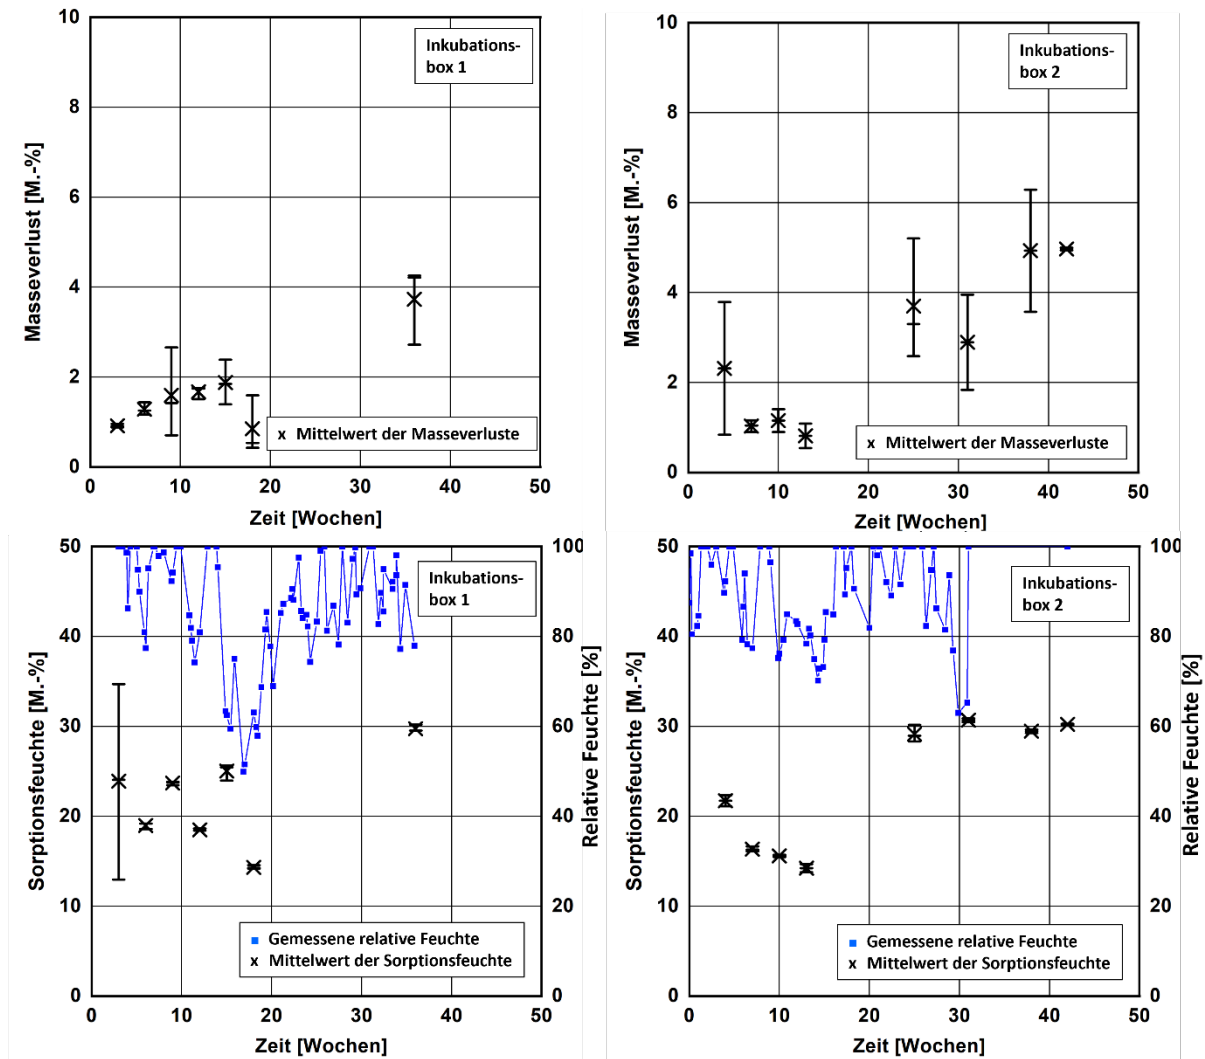 10
8
6
4
2
0
Masseverlust [M.-%]
Inkubations-
box 1
x Mittelwert der Masseverluste
0 10 20 30 40 50
Zeit [Wochen]
10
8
6
4
2
0
Masseverlust [M.-%]
Inkubations-
box 2
x Mittelwert der Masseverluste
0 10 20 30 40 50
Zeit [Wochen]
50
40
30
20
10
0
Sorptionsfeuchte [M.-%]
Inkubations-
box 1
100
80
60
40
20
0
Relative Feuchte [%]
Gemessene relative Feuchte
x Mittelwert der Sorptionsfeuchte
0 10 20 30 40 50
Zeit [Wochen]
50
40
30
20
10
0
Sorptionsfeuchte [M.-%]
Inkubations-
box 2
100
80
60
40
20
0
Relative Feuchte [%]
Gemessene relative Feuchte
x Mittelwert der Sorptionsfeuchte
0 10 20 30 40 50
Zeit [Wochen]